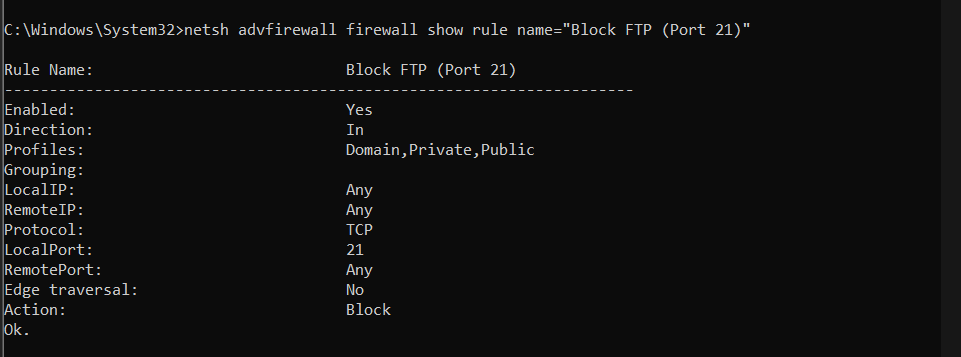 C:\Windows\System32>netsh advfirewall firewall show rule name="Block FTP (Port 21)"
Rule Name: Block FTP (Port 21)
----------------------------------------------------------------------
Enabled: Yes
Direction: In
Profiles: Domain,Private,Public
Grouping:
LocalIP: Any
RemoteIP: Any
Protocol: TCP
LocalPort: 21
RemotePort: Any
Edge traversal: No
Action: Block
Ok.